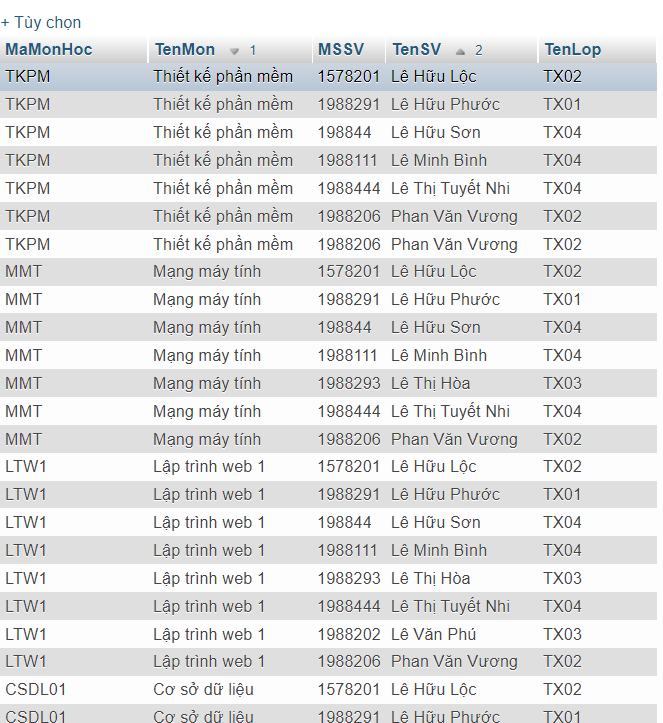 + Tùy chọn
MaMonHoc TenMon 1 MSSV TenSV 2 TenLop
TKPM Thiết kế phần mềm 1578201 Lê Hữu Lộc TX02
TKPM Thiết kế phần mềm 1988291 Lê Hữu Phước TX01
TKPM Thiết kế phần mềm 198844 Lê Hữu Sơn TX04
TKPM Thiết kế phần mềm 1988111 Lê Minh Bình TX04
TKPM Thiết kế phần mềm 1988444 Lê Thị Tuyết Nhi TX04
TKPM Thiết kế phần mềm 1988206 Phan Văn Vương TX02
TKPM Thiết kế phần mềm 1988206 Phan Văn Vương TX02
MMT Mạng máy tính 1578201 Lê Hữu Lộc TX02
MMT Mạng máy tính 1988291 Lê Hữu Phước TX01
MMT Mạng máy tính 198844 Lê Hữu Sơn TX04
MMT Mạng máy tính 1988111 Lê Minh Bình TX04
MMT Mạng máy tính 1988293 Lê Thị Hòa TX03
MMT Mạng máy tính 1988444 Lê Thị Tuyết Nhi TX04
MMT Mạng máy tính 1988206 Phan Văn Vương TX02
LTW1 Lập trình web 1 1578201 Lê Hữu Lộc TX02
LTW1 Lập trình web 1 1988291 Lê Hữu Phước TX01
LTW1 Lập trình web 1 198844 Lê Hữu Sơn TX04
LTW1 Lập trình web 1 1988111 Lê Minh Bình TX04
LTW1 Lập trình web 1 1988293 Lê Thị Hòa TX03
LTW1 Lập trình web 1 1988444 Lê Thị Tuyết Nhi TX04
LTW1 Lập trình web 1 1988202 Lê Văn Phú TX03
LTW1 Lập trình web 1 1988206 Phan Văn Vương TX02
CSDL01 Cơ sở dữ liệu 1578201 Lê Hữu Lộc TX02
CSDL01 Cơ sở dữ liệu 1988291 Lê Hữu Phước TX01